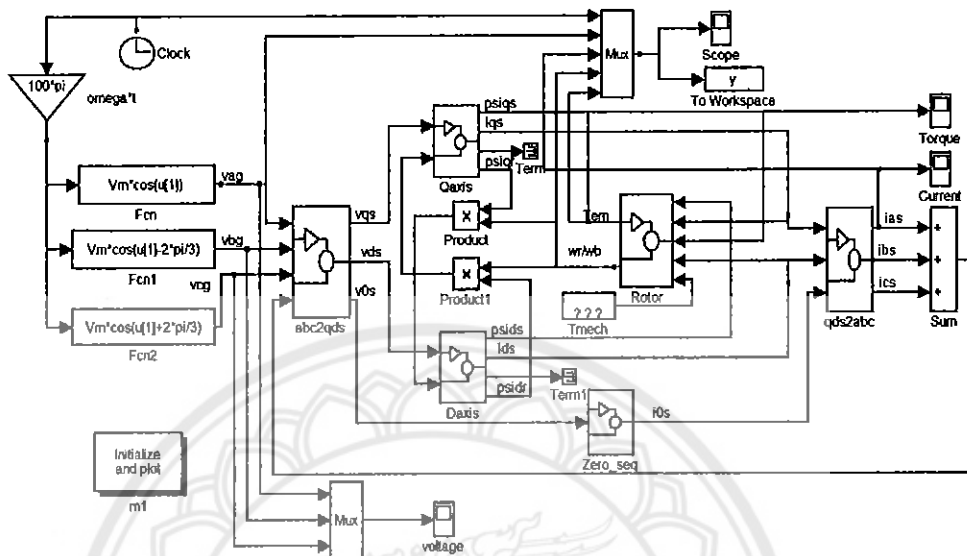 Clock
100*pi
omega*t
Mux
Scope
y
To Workspace
psiqs
iqs
psiqr
Term
Qaxis
Torque
Current
Vm*cos(u[1])
Fcn
vag
Vm*cos(u[1]-2*pi/3)
Fcn1
vbg
vcg
Vm*cos(u[1]+2*pi/3)
Fcn2
abc2qds
vqs
vds
v0s
x
Product
x
Product1
Tem
wr/wb
Rotor
? ? ?
Tmech
ias
ibs
ics
qds2abc
Sum
psids
ids
psidr
Term1
Daxis
i0s
Zero_seq
Initialize
and plot
m1
Mux
voltage